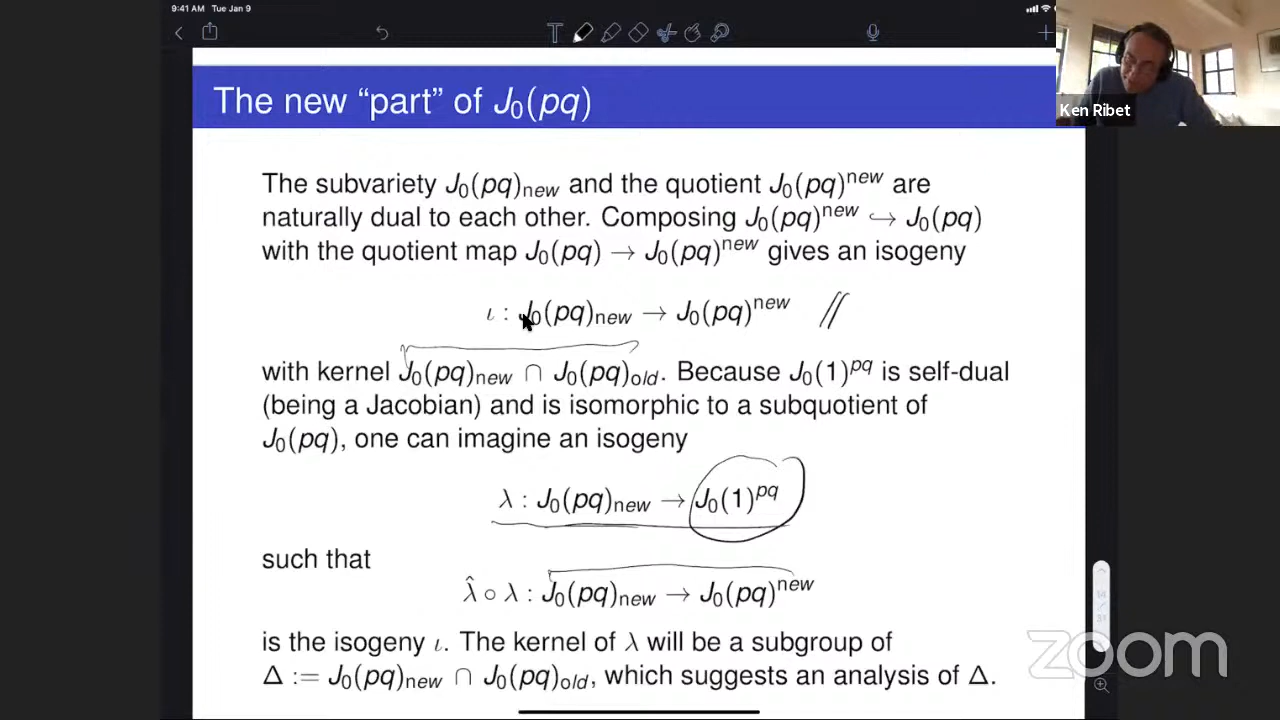 9:41 AM Tue Jan 9
Ken Ribet
The new “part” of J₀(pq)
The subvariety J₀(pq)_new and the quotient J₀(pq)^new are
naturally dual to each other. Composing J₀(pq)^new ↪ J₀(pq)
with the quotient map J₀(pq) → J₀(pq)^new gives an isogeny
ι : J₀(pq)_new → J₀(pq)^new
with kernel J₀(pq)_new ∩ J₀(pq)_old. Because J₀(1)^pq is self-dual
(being a Jacobian) and is isomorphic to a subquotient of
J₀(pq), one can imagine an isogeny
λ : J₀(pq)_new → J₀(1)^pq
such that
λ̂ ∘ λ : J₀(pq)_new → J₀(pq)^new
is the isogeny ι. The kernel of λ will be a subgroup of
Δ := J₀(pq)_new ∩ J₀(pq)_old, which suggests an analysis of Δ.
zoom